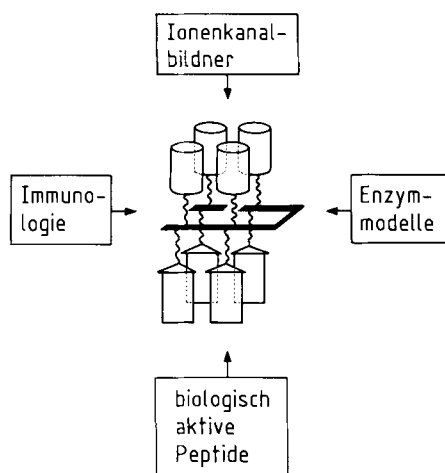 Ionenkanal-
bildner
Immuno-
logie
Enzym-
modelle
biologisch
aktive
Peptide